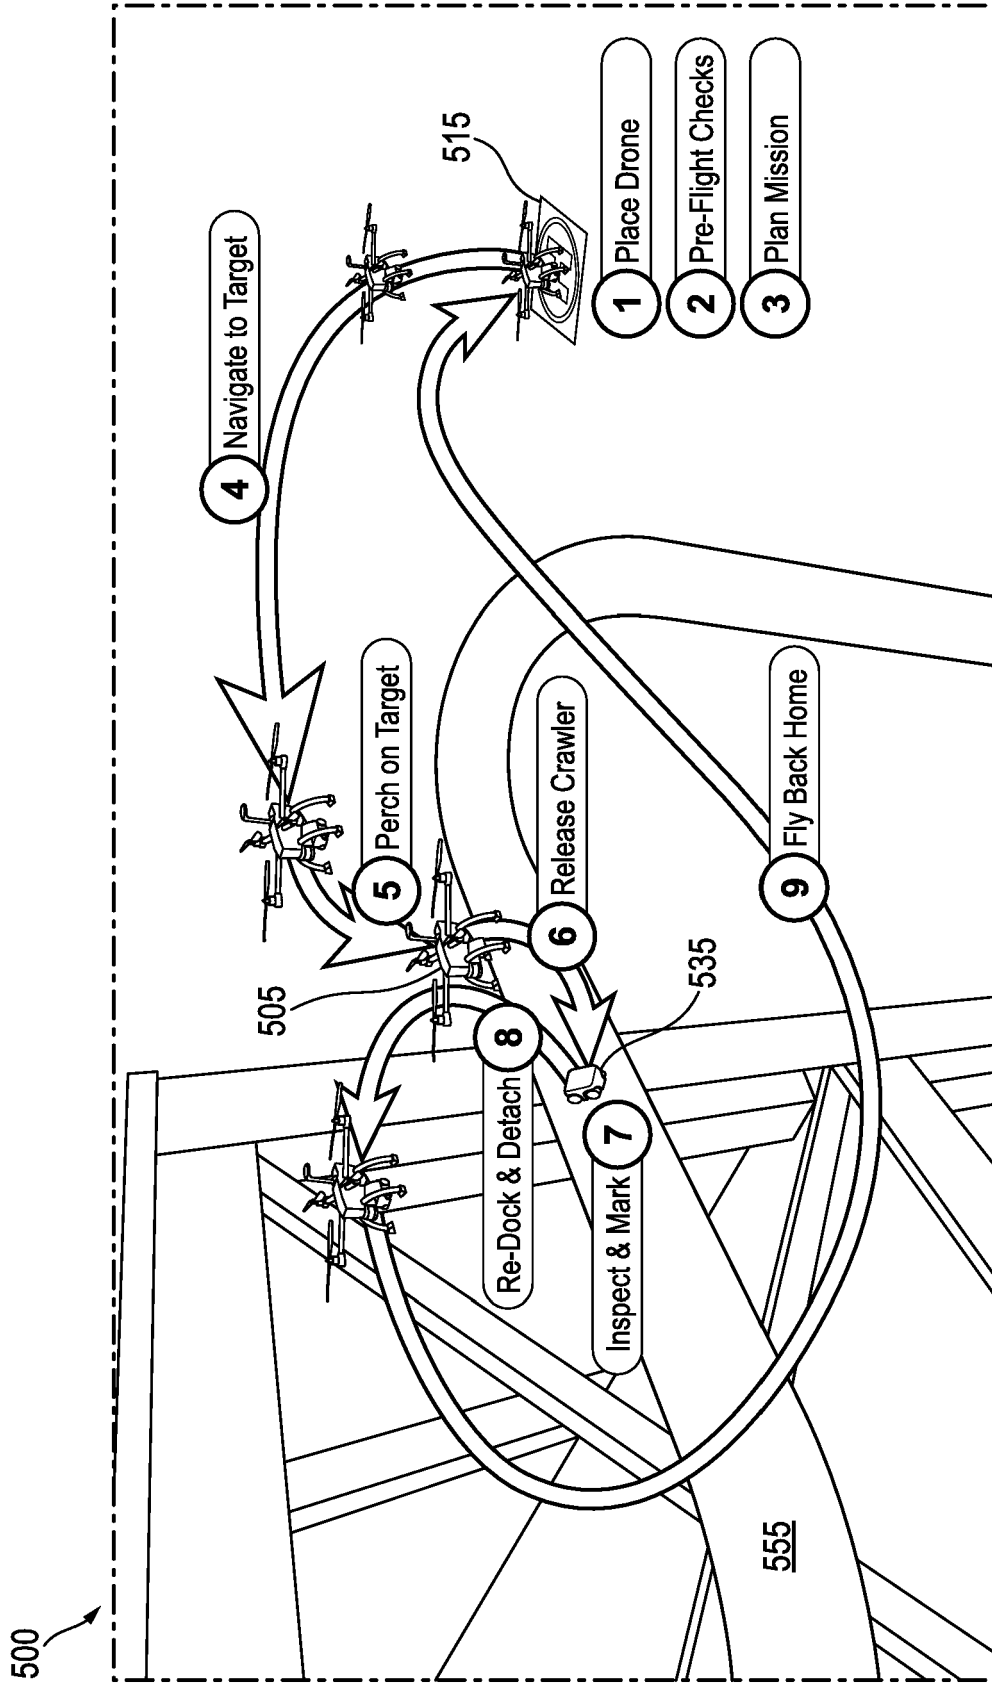 500
4 Navigate to Target
515
5 Perch on Target
505
1 Place Drone
2 Pre-Flight Checks
3 Plan Mission
8 Re-Dock & Detach
6 Release Crawler
535
7 Inspect & Mark
9 Fly Back Home
555